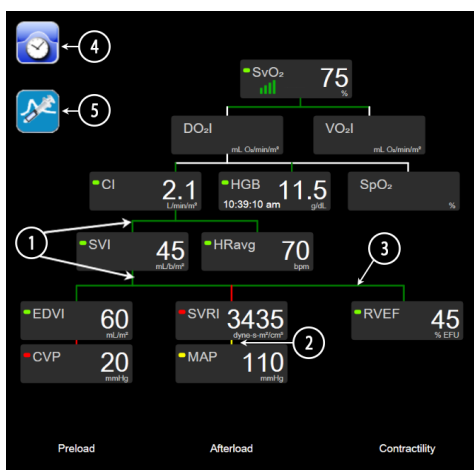 4
SvO₂ 75
%
5
DO₂I
mL O₂/min/m²
VO₂I
mL O₂/min/m²
CI 2.1
L/min/m²
HGB 11.5
10:39:10 am g/dL
SpO₂
%
1
SVI 45
mL/b/m²
HRavg 70
bpm
3
EDVI 60
mL/m²
SVRI 3435
dyne-s-m²/cm⁵
RVEF 45
% EFU
2
CVP 20
mmHg
MAP 110
mmHg
Preload Afterload Contractility